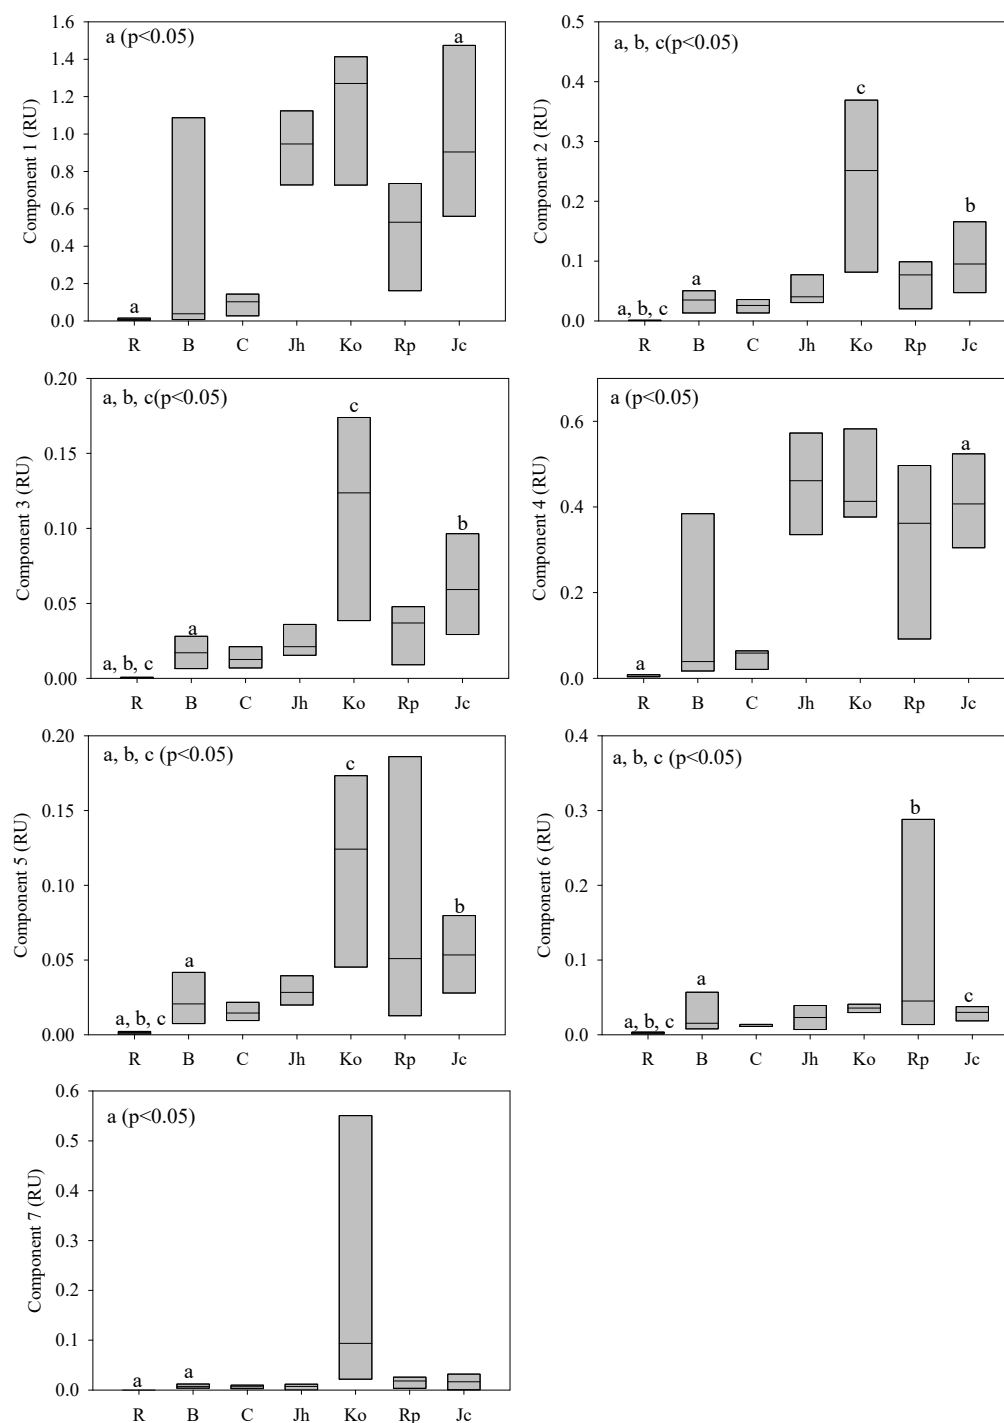 a (p<0.05)
a
a
Component 1 (RU)
1.6
1.4
1.2
1.0
0.8
0.6
0.4
0.2
0.0
R B C Jh Ko Rp Jc
a, b, c(p<0.05)
c
b
a
a, b, c
Component 2 (RU)
0.5
0.4
0.3
0.2
0.1
0.0
R B C Jh Ko Rp Jc
a, b, c(p<0.05)
c
b
a
a, b, c
Component 3 (RU)
0.20
0.15
0.10
0.05
0.00
R B C Jh Ko Rp Jc
a (p<0.05)
a
a
Component 4 (RU)
0.6
0.4
0.2
0.0
R B C Jh Ko Rp Jc
a, b, c (p<0.05)
c
b
a
a, b, c
Component 5 (RU)
0.20
0.15
0.10
0.05
0.00
R B C Jh Ko Rp Jc
a, b, c (p<0.05)
b
a
c
a, b, c
Component 6 (RU)
0.4
0.3
0.2
0.1
0.0
R B C Jh Ko Rp Jc
a (p<0.05)
a
a
Component 7 (RU)
0.6
0.5
0.4
0.3
0.2
0.1
0.0
R B C Jh Ko Rp Jc